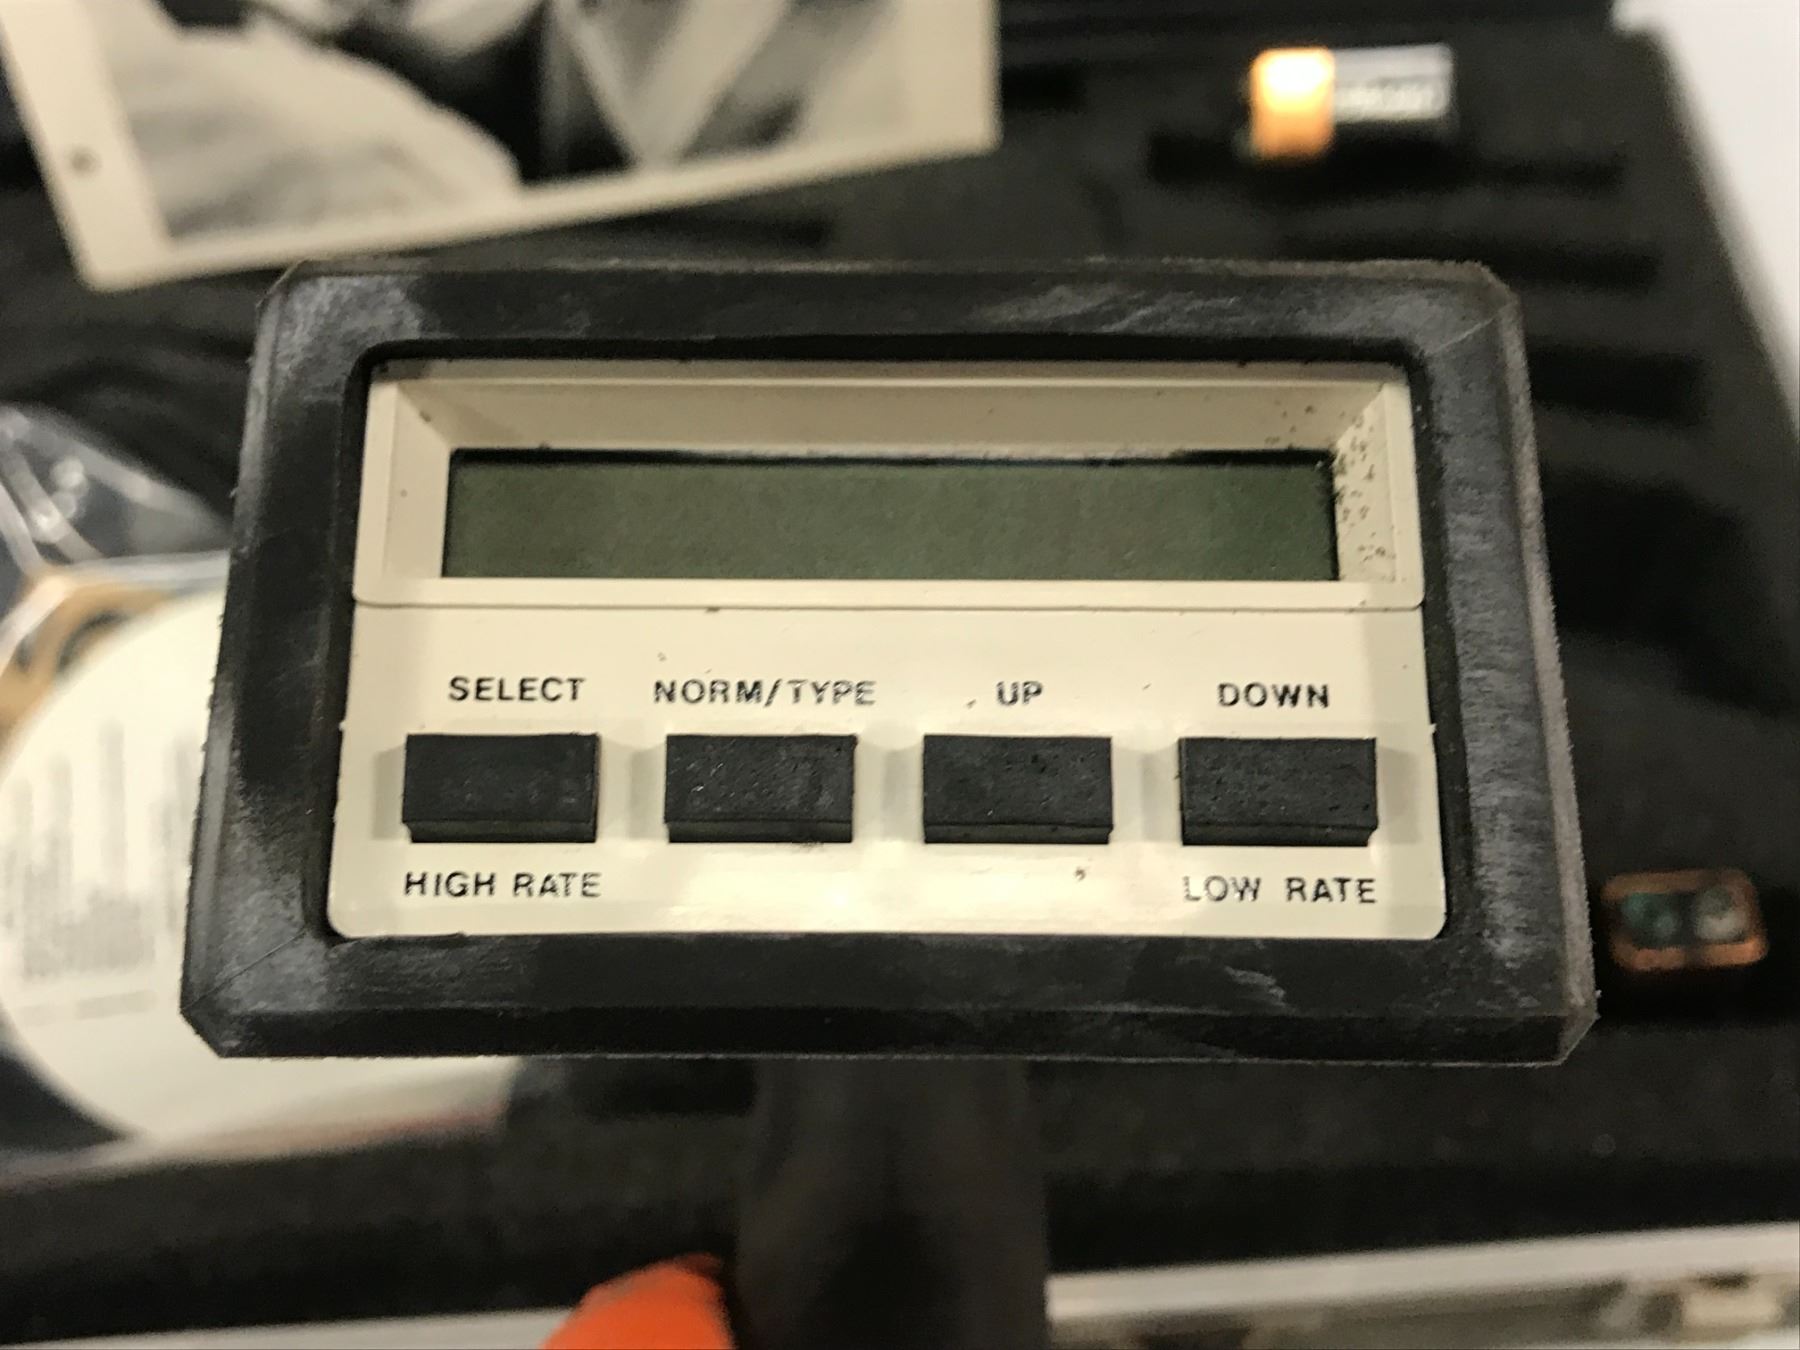 SELECT NORM/TYPE UP DOWN
HIGH RATE LOW RATE